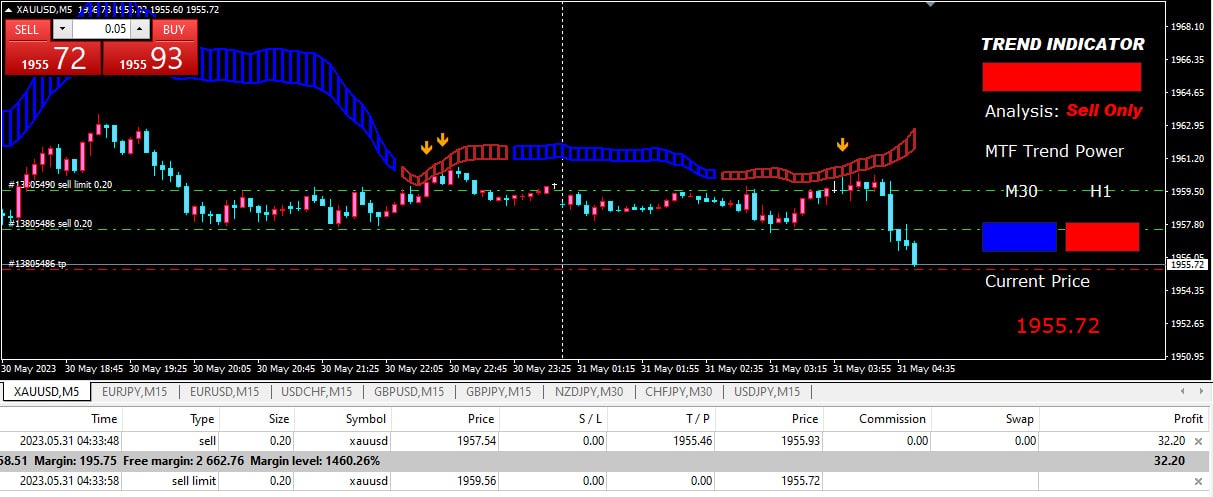 XAUUSD,M5 1955.60 1955.72
SELL 0.05 BUY
1955 72 1955 93
TREND INDICATOR
Analysis: Sell Only
MTF Trend Power
M30 H1
Current Price
1955.72
#13805490 sell limit 0.20
#13805486 sell 0.20
#13805486 tp
1968.10
1966.35
1964.65
1962.95
1961.20
1959.50
1957.80
1956.05
1955.72
1954.35
1952.65
1950.95
30 May 2023 30 May 18:45 30 May 19:25 30 May 20:05 30 May 20:45 30 May 21:25 30 May 22:05 30 May 22:45 30 May 23:25 31 May 01:15 31 May 01:55 31 May 02:35 31 May 03:15 31 May 03:55 31 May 04:35
XAUUSD,M5 EURJPY,M15 EURUSD,M15 USDCHF,M15 GBPUSD,M15 GBPJPY,M15 NZDJPY,M30 CHFJPY,M30 USDJPY,M15
Time Type Size Symbol Price S / L T / P Price Commission Swap Profit
2023.05.31 04:33:48 sell 0.20 xauusd 1957.54 0.00 1955.46 1955.93 0.00 0.00 32.20
58.51 Margin: 195.75 Free margin: 2 662.76 Margin level: 1460.26% 32.20
2023.05.31 04:33:58 sell limit 0.20 xauusd 1959.56 0.00 0.00 1955.72